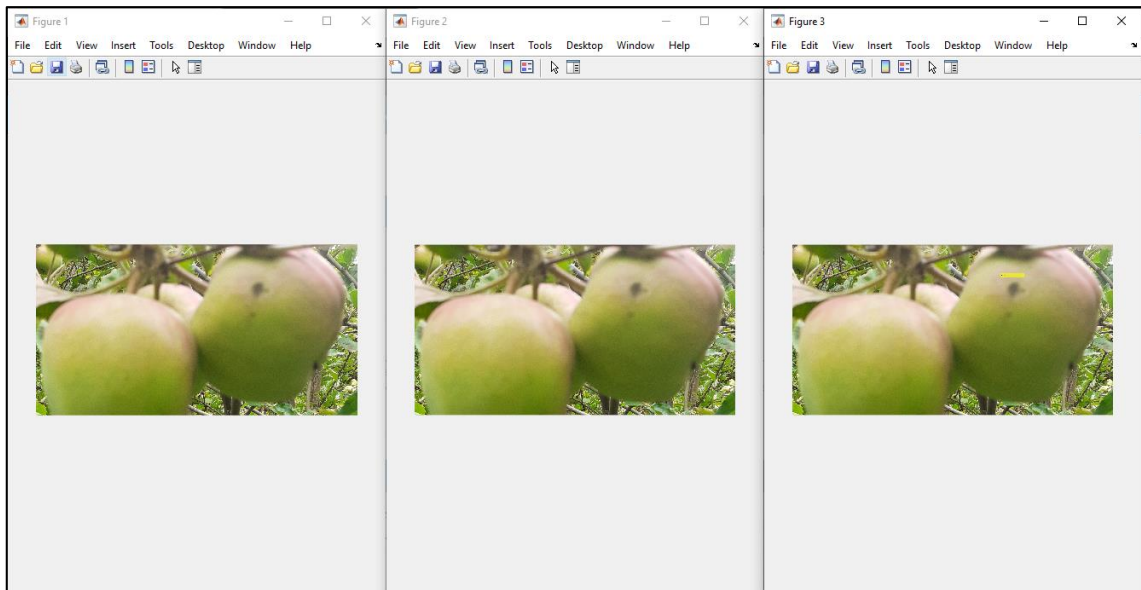 Figure 1
File Edit View Insert Tools Desktop Window Help
Figure 2
File Edit View Insert Tools Desktop Window Help
Figure 3
File Edit View Insert Tools Desktop Window Help